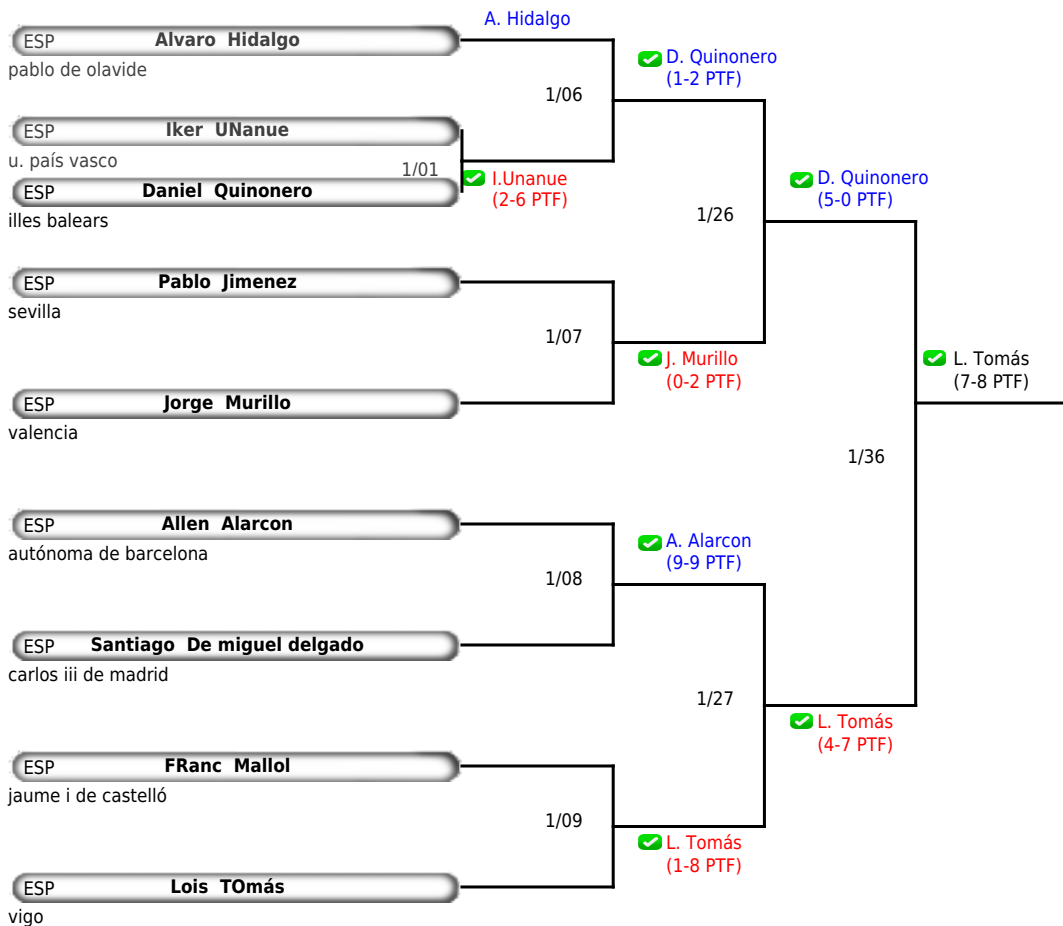 A. Hidalgo
ESP Alvaro Hidalgo
pablo de olavide
D. Quinonero
(1-2 PTF)
1/06
ESP Iker UNanue
u. país vasco
1/01
I.Unanue
(2-6 PTF)
ESP Daniel Quinonero
illes balears
D. Quinonero
(5-0 PTF)
1/26
ESP Pablo Jimenez
sevilla
1/07
J. Murillo
(0-2 PTF)
L. Tomás
(7-8 PTF)
ESP Jorge Murillo
valencia
1/36
ESP Allen Alarcon
autónoma de barcelona
A. Alarcon
(9-9 PTF)
1/08
ESP Santiago De miguel delgado
carlos iii de madrid
1/27
L. Tomás
(4-7 PTF)
ESP FRanc Mallol
jaume i de castelló
1/09
L. Tomás
(1-8 PTF)
ESP Lois TOmás
vigo